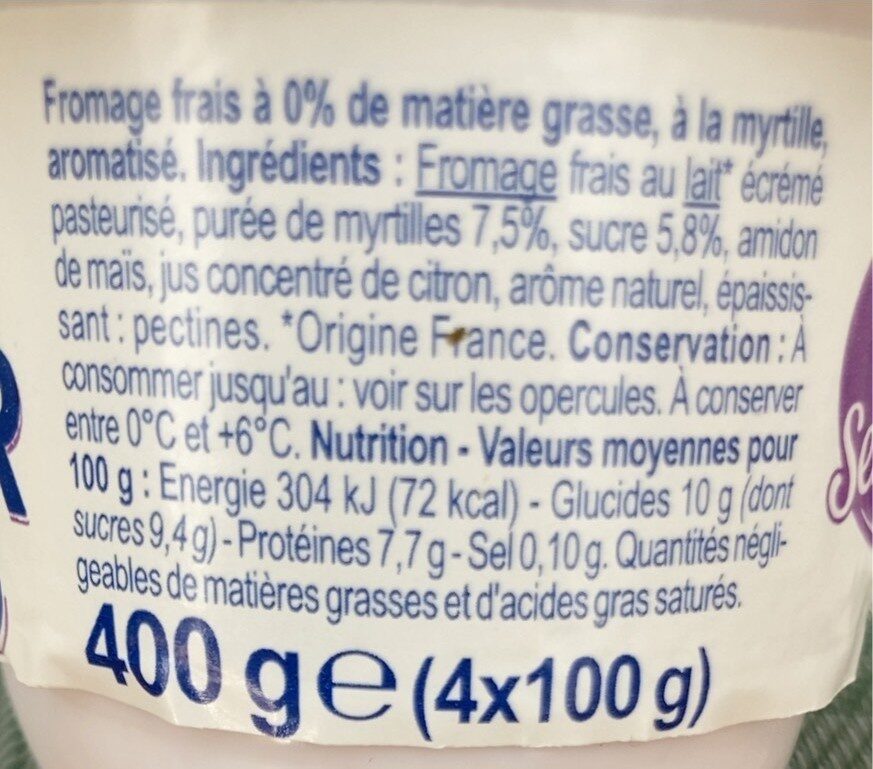 Fromage frais à 0% de matière grasse, à la myrtille,
aromatisé. Ingrédients : Fromage frais au lait* écrémé
pasteurisé, purée de myrtilles 7,5%, sucre 5,8%, amidon
de maïs, jus concentré de citron, arôme naturel, épaissis-
sant : pectines. *Origine France. Conservation : À
consommer jusqu'au : voir sur les opercules. À conserver
entre 0°C et +6°C. Nutrition - Valeurs moyennes pour
100 g : Energie 304 kJ (72 kcal) - Glucides 10 g (dont
sucres 9,4 g) - Protéines 7,7 g - Sel 0,10 g. Quantités négli-
geables de matières grasses et d'acides gras saturés.
400 g e (4x100 g)